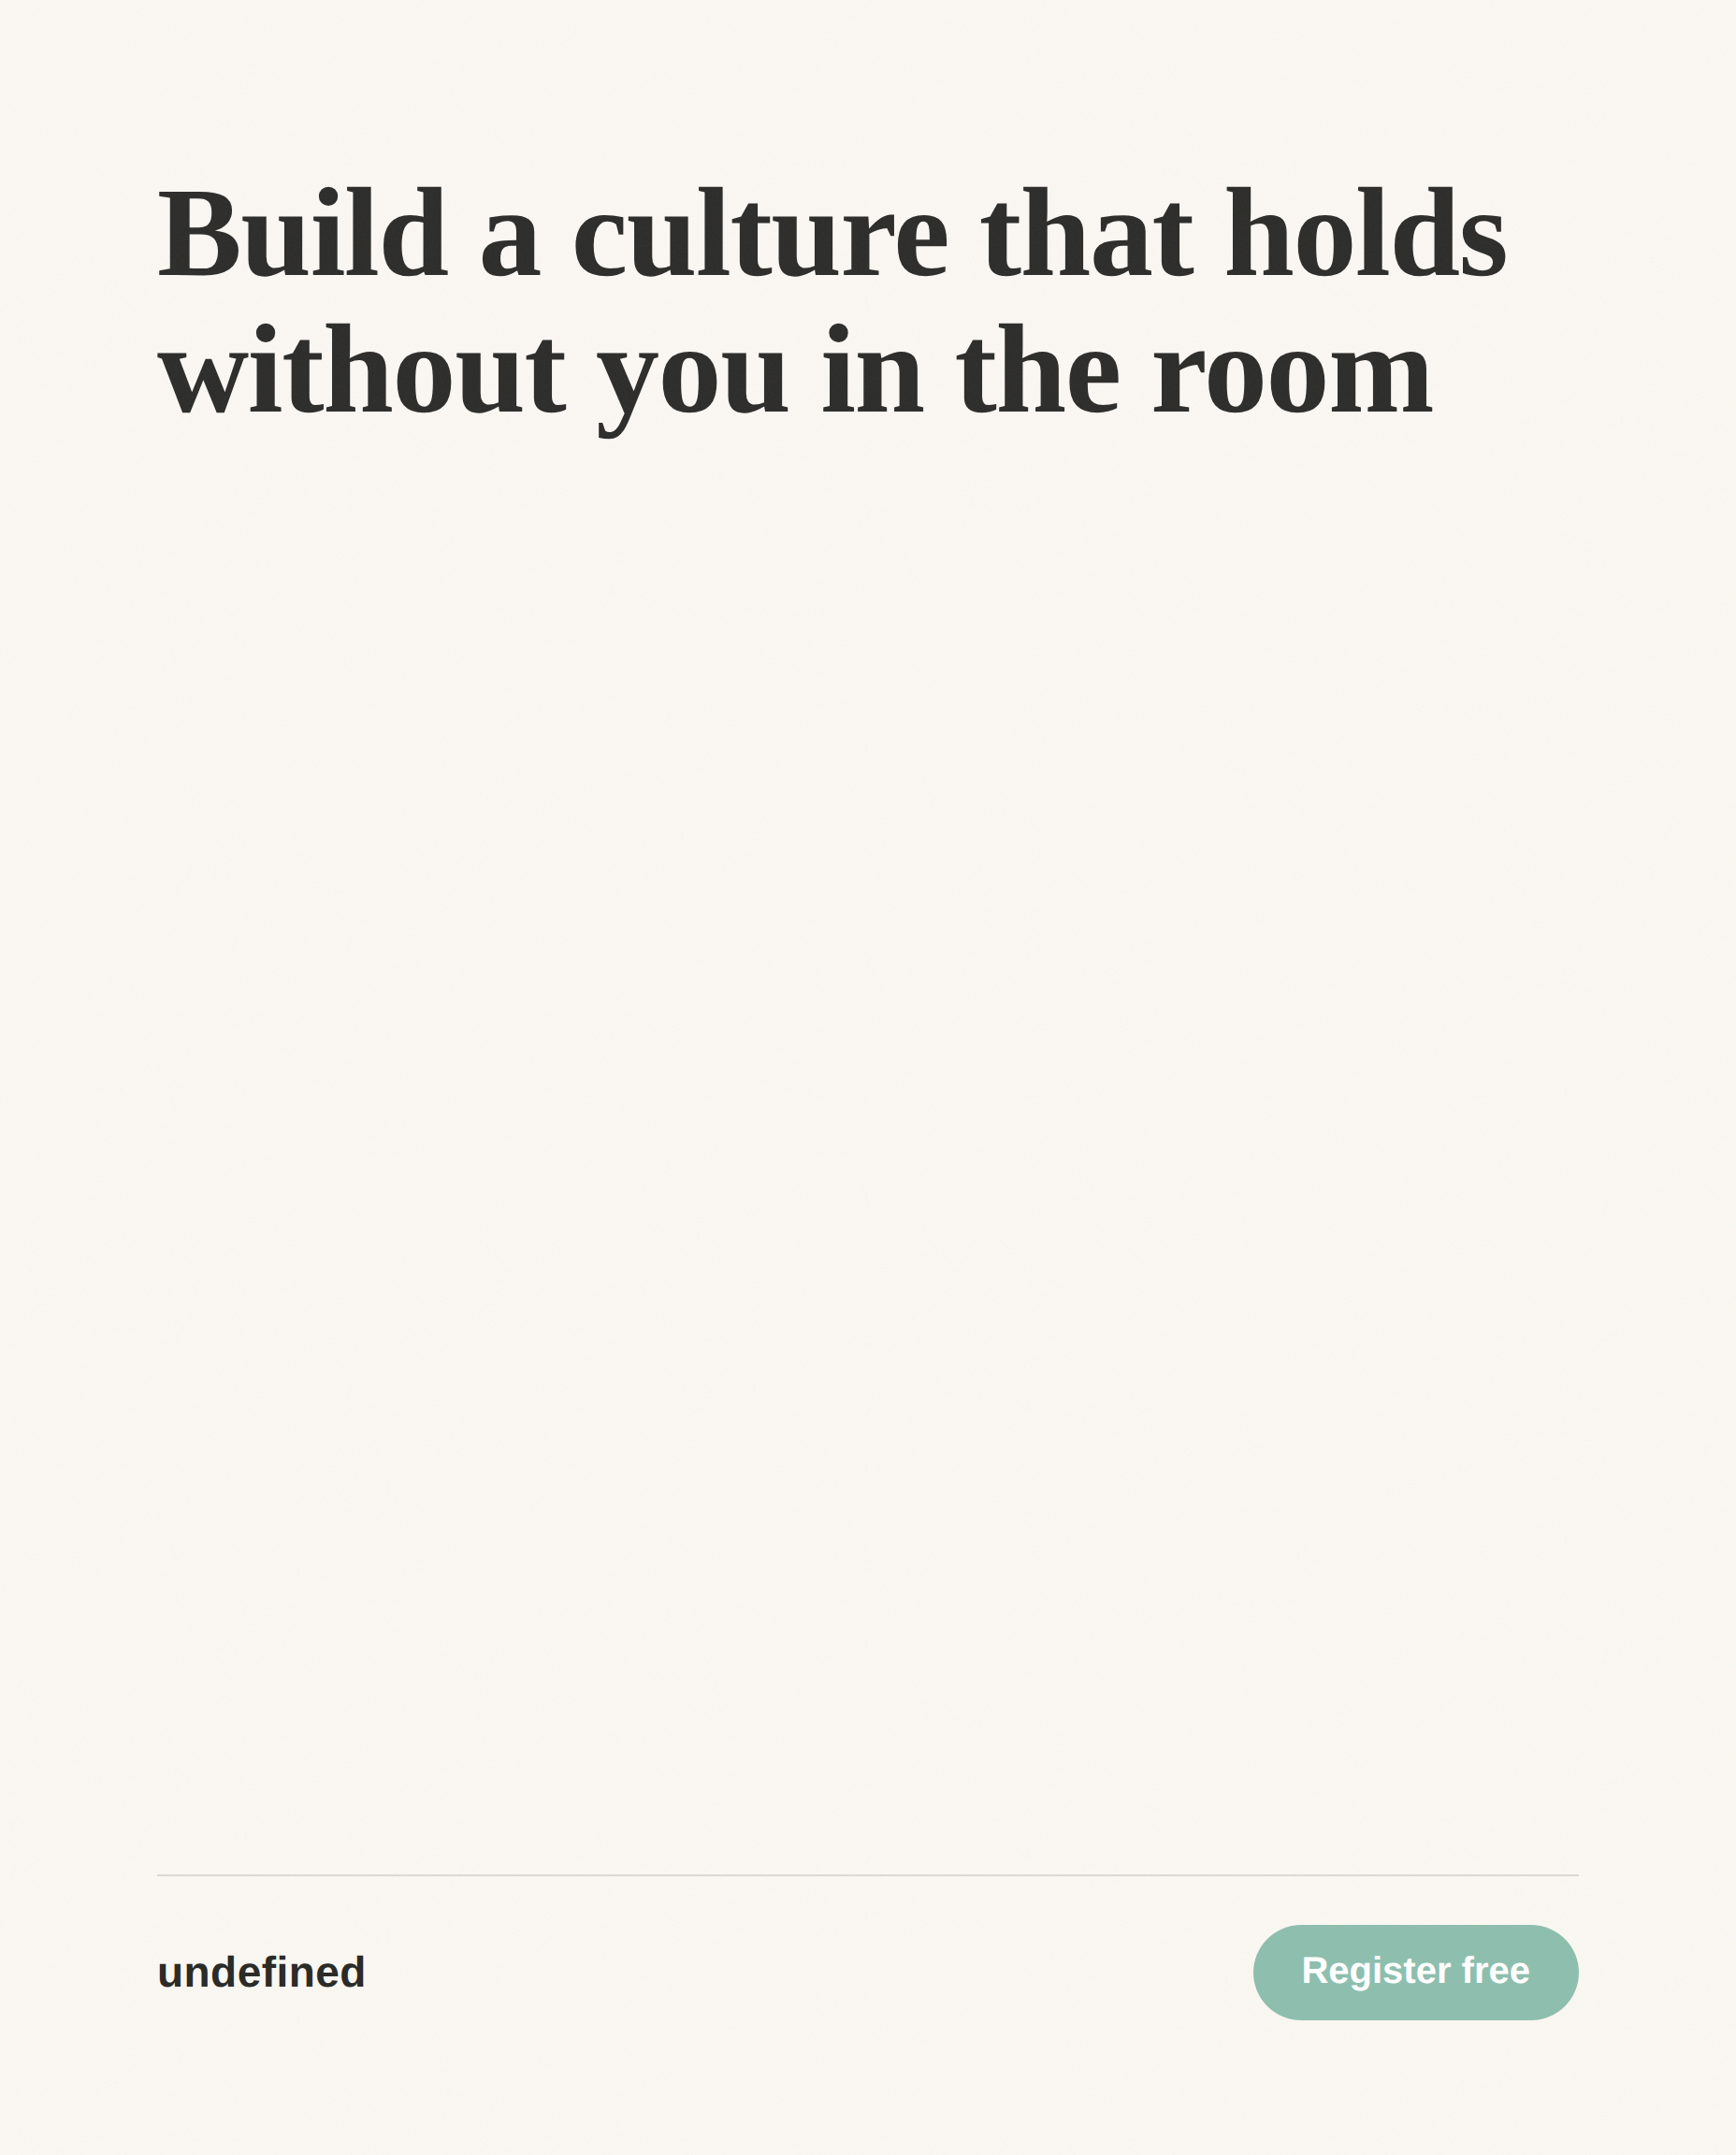 Build a culture that holds
without you in the room
undefined
Register free